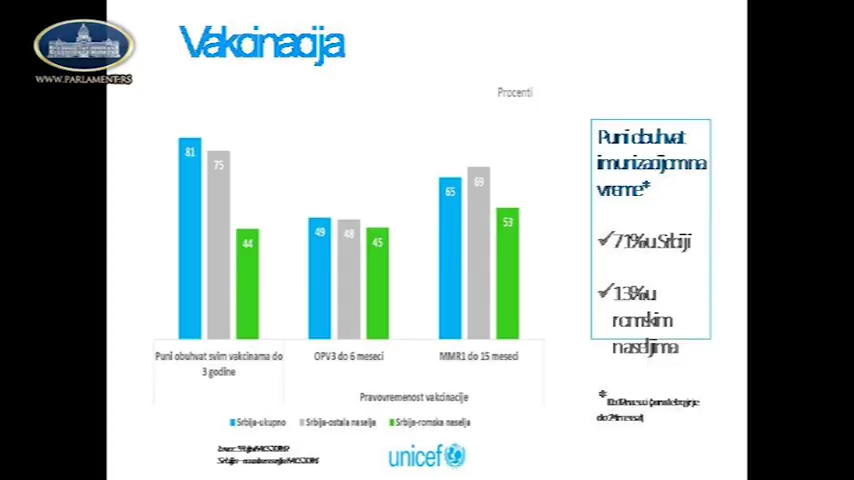 WWW.PARLAMENT.RS
Vakcinacija
Procenti
81
75
44
49
48
45
65
69
53
Puni obuhvat svim vakcinama do
3 godine
OPV3 do 6 meseci
MMR1 do 15 meseci
Pravovremenost vakcinacije
Srbija-ukupno
Srbija-ostala naselja
Srbija-romska naselja
Puni obuhvat
imunizacijom na
vreme*
✓71% u Srbiji
✓13% u
romskim
naseljima
unicef